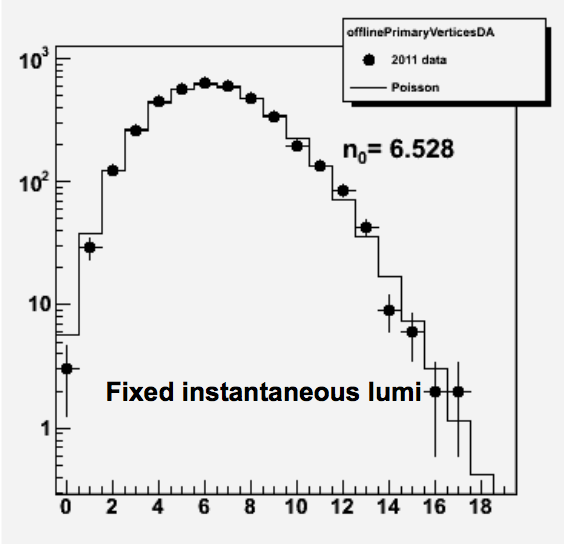 offlinePrimaryVerticesDA
2011 data
Poisson
n₀= 6.528
10³
10²
10
1
Fixed instantaneous lumi
0 2 4 6 8 10 12 14 16 18